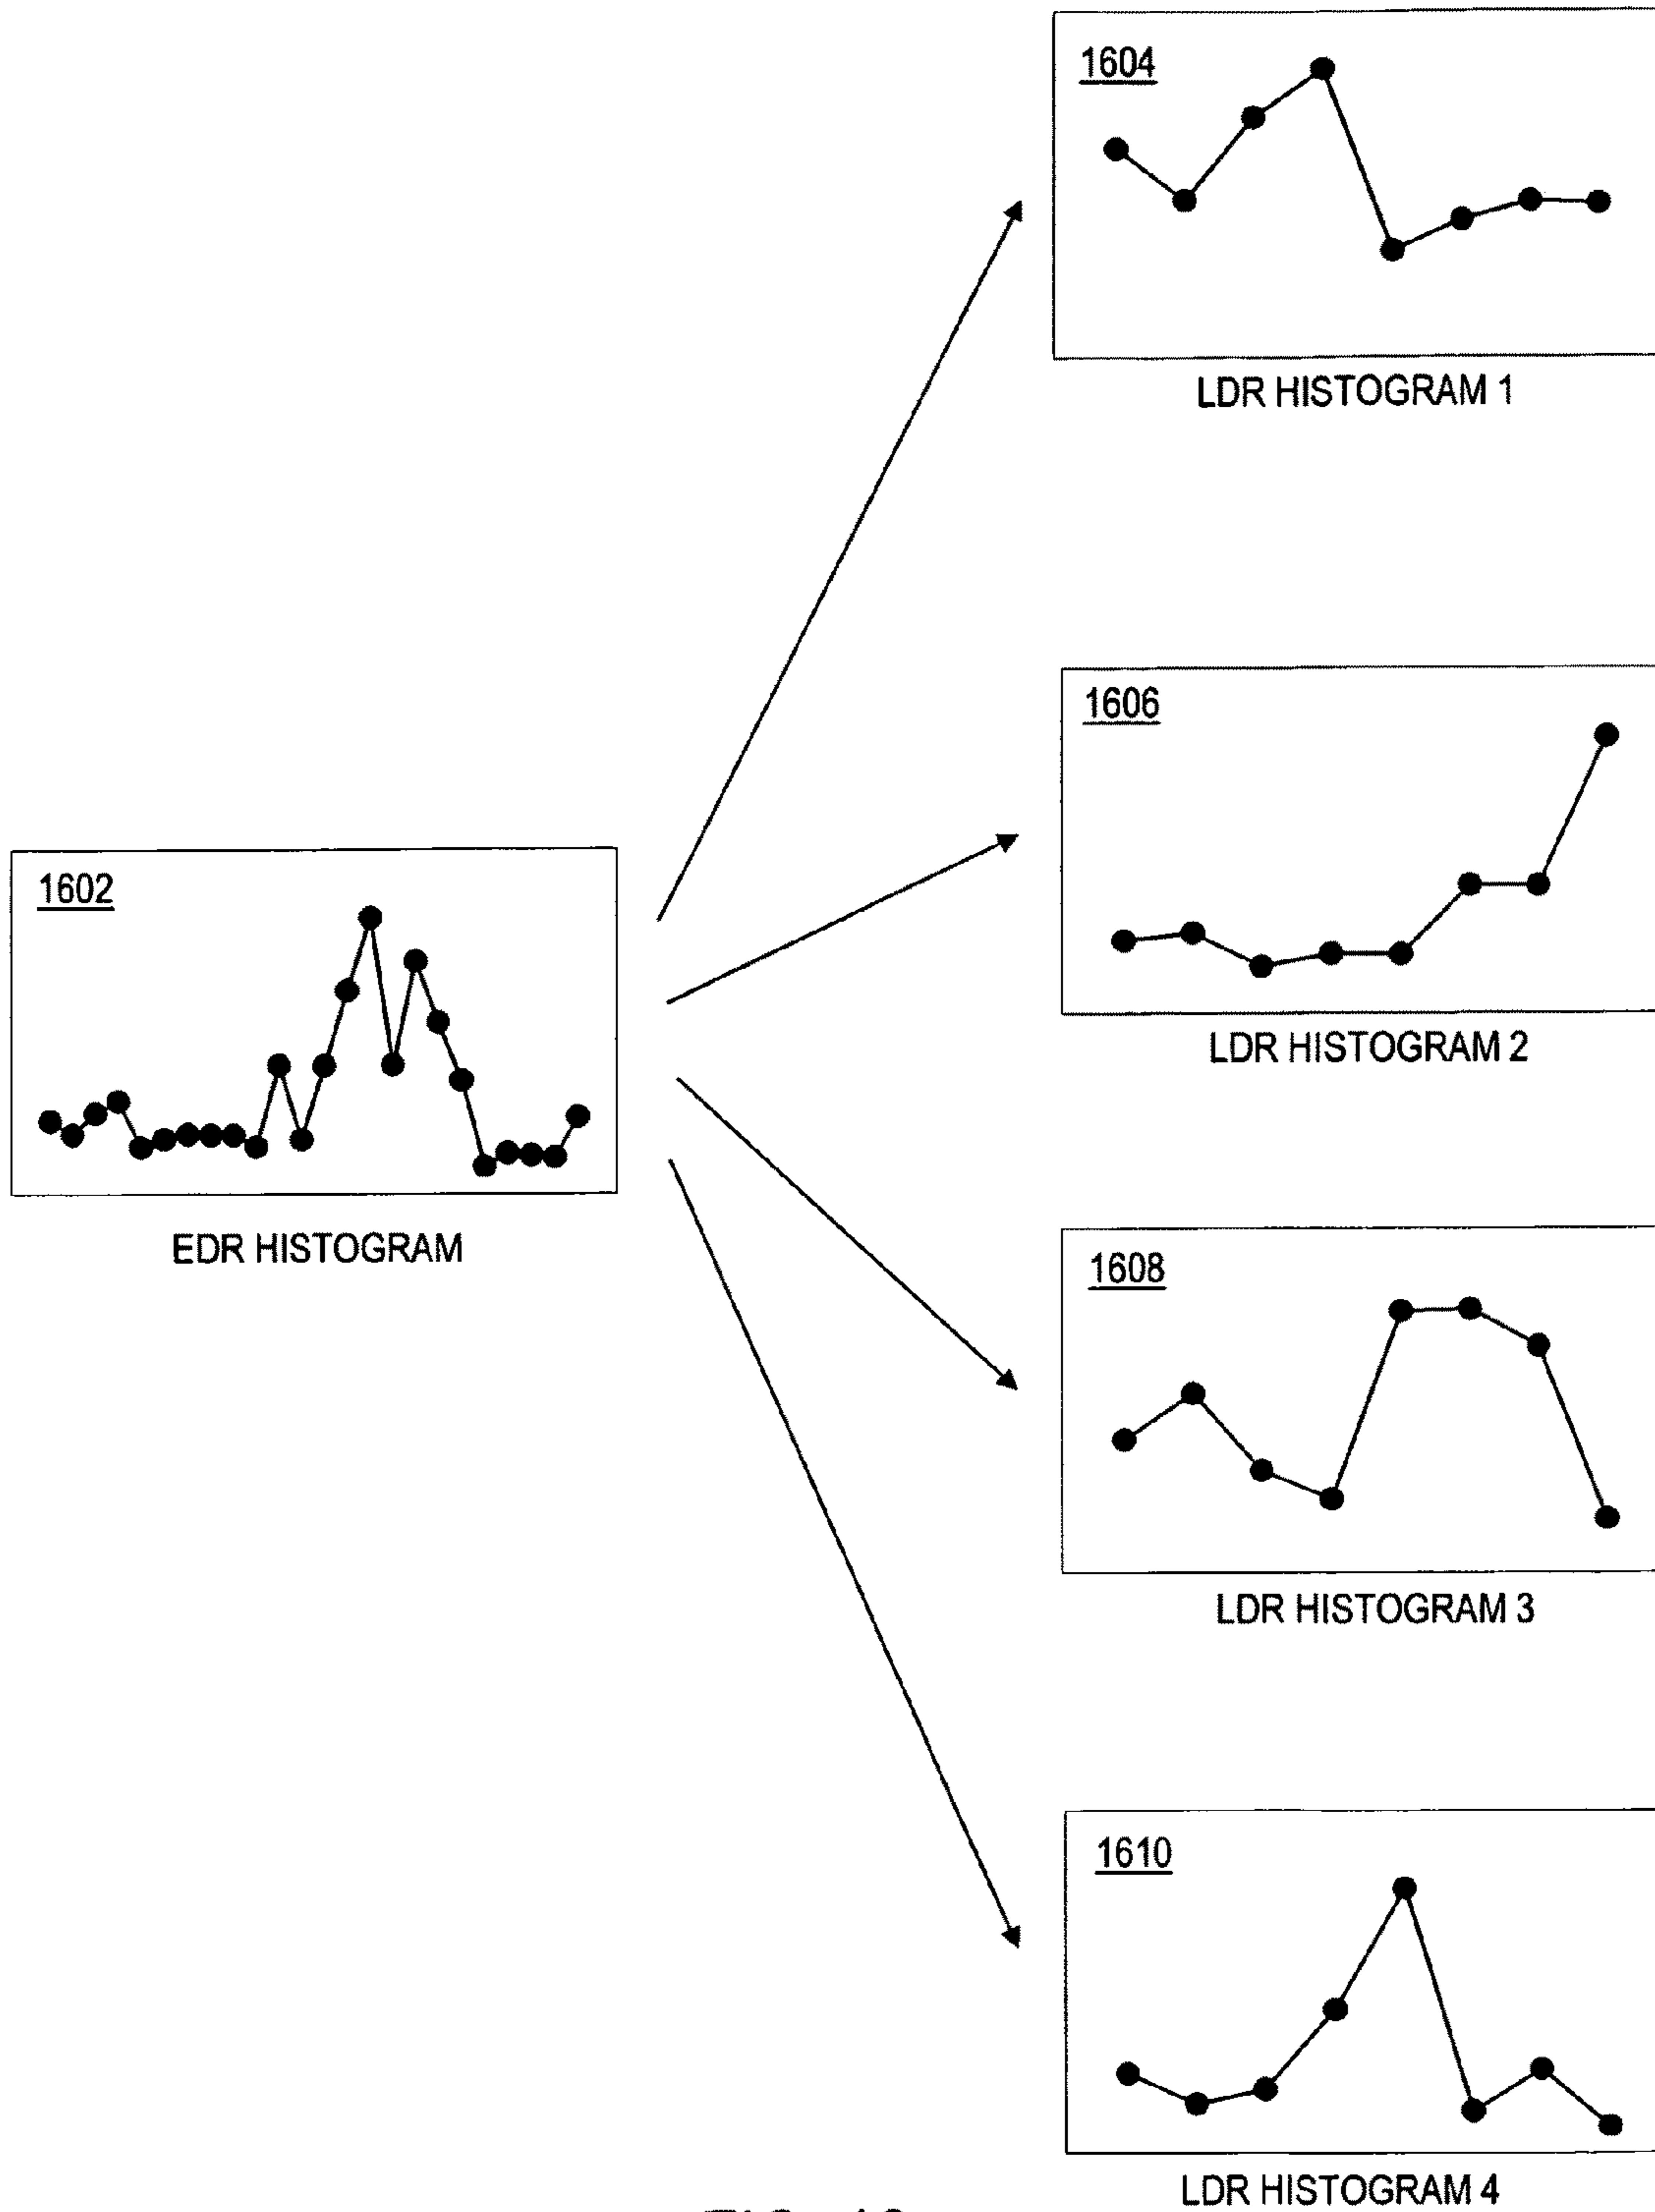 1604
LDR HISTOGRAM 1
1606
LDR HISTOGRAM 2
1602
EDR HISTOGRAM
1608
LDR HISTOGRAM 3
1610
LDR HISTOGRAM 4